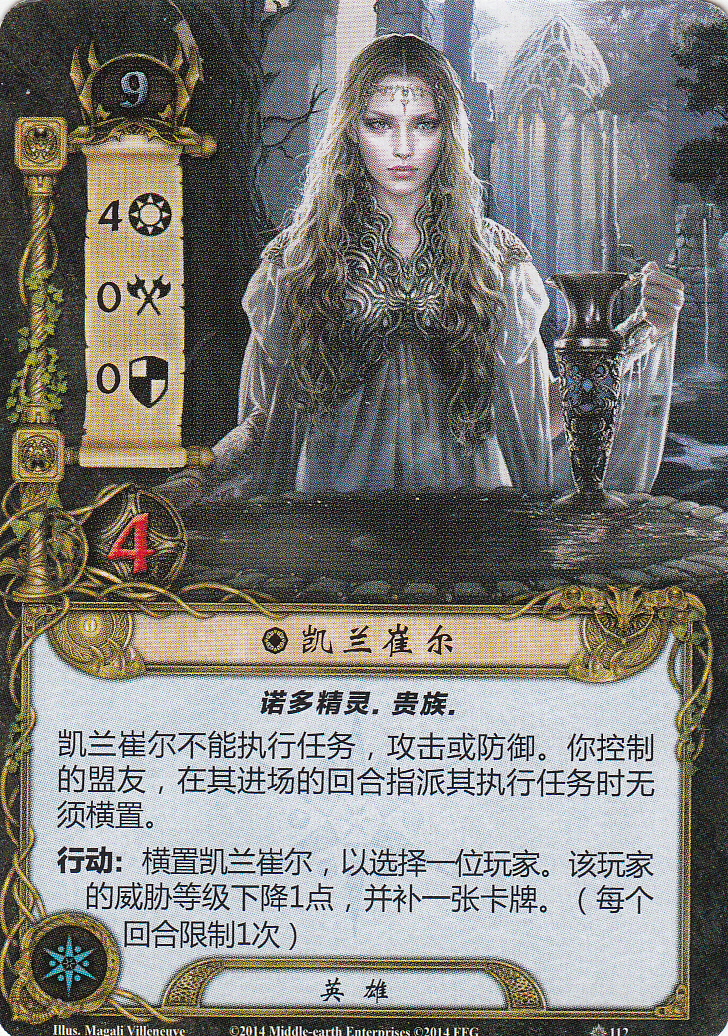 9
4
0
0
4
凯兰崔尔
诺多精灵. 贵族.
凯兰崔尔不能执行任务，攻击或防御。你控制
的盟友，在其进场的回合指派其执行任务时无
须横置。
行动：横置凯兰崔尔，以选择一位玩家。该玩家
的威胁等级下降1点，并补一张卡牌。（每个
回合限制1次）
英雄
Illus. Magali Villeneuve ©2014 Middle-earth Enterprises ©2014 FFG 112